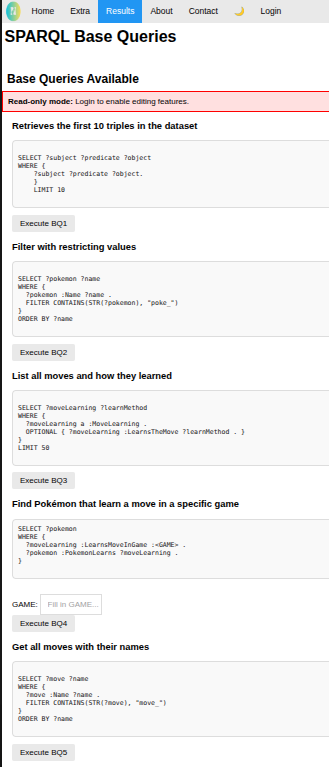 Home Extra Results About Contact Login
SPARQL Base Queries
Base Queries Available
Read-only mode: Login to enable editing features.
Retrieves the first 10 triples in the dataset
SELECT ?subject ?predicate ?object
WHERE {
?subject ?predicate ?object.
}
LIMIT 10
Execute BQ1
Filter with restricting values
SELECT ?pokemon ?name
WHERE {
?pokemon :Name ?name .
FILTER CONTAINS(STR(?pokemon), "poke_")
}
ORDER BY ?name
Execute BQ2
List all moves and how they learned
SELECT ?moveLearning ?learnMethod
WHERE {
?moveLearning a :MoveLearning .
OPTIONAL { ?moveLearning :LearnsTheMove ?learnMethod . }
}
LIMIT 50
Execute BQ3
Find Pokémon that learn a move in a specific game
SELECT ?pokemon
WHERE {
?moveLearning :LearnsMoveInGame :<GAME> .
?pokemon :PokemonLearns ?moveLearning .
}
GAME: Fill in GAME...
Execute BQ4
Get all moves with their names
SELECT ?move ?name
WHERE {
?move :Name ?name .
FILTER CONTAINS(STR(?move), "move_")
}
ORDER BY ?name
Execute BQ5